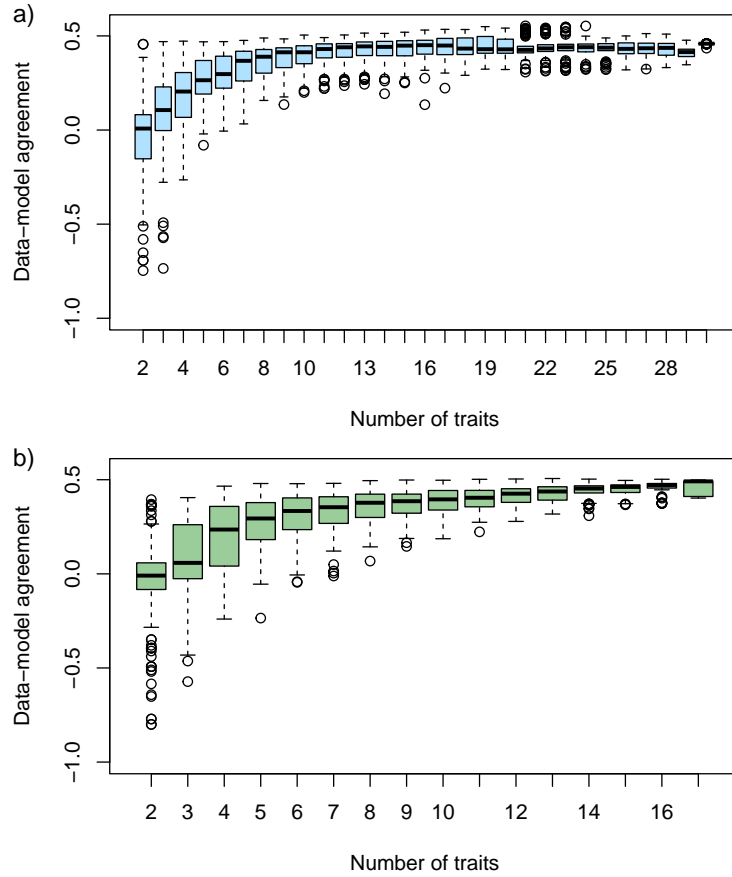 a)
0.5
0.0
−0.5
−1.0
Data−model agreement
2 4 6 8 10 13 16 19 22 25 28
Number of traits
b)
0.5
0.0
−0.5
−1.0
Data−model agreement
2 3 4 5 6 7 8 9 10 12 14 16
Number of traits